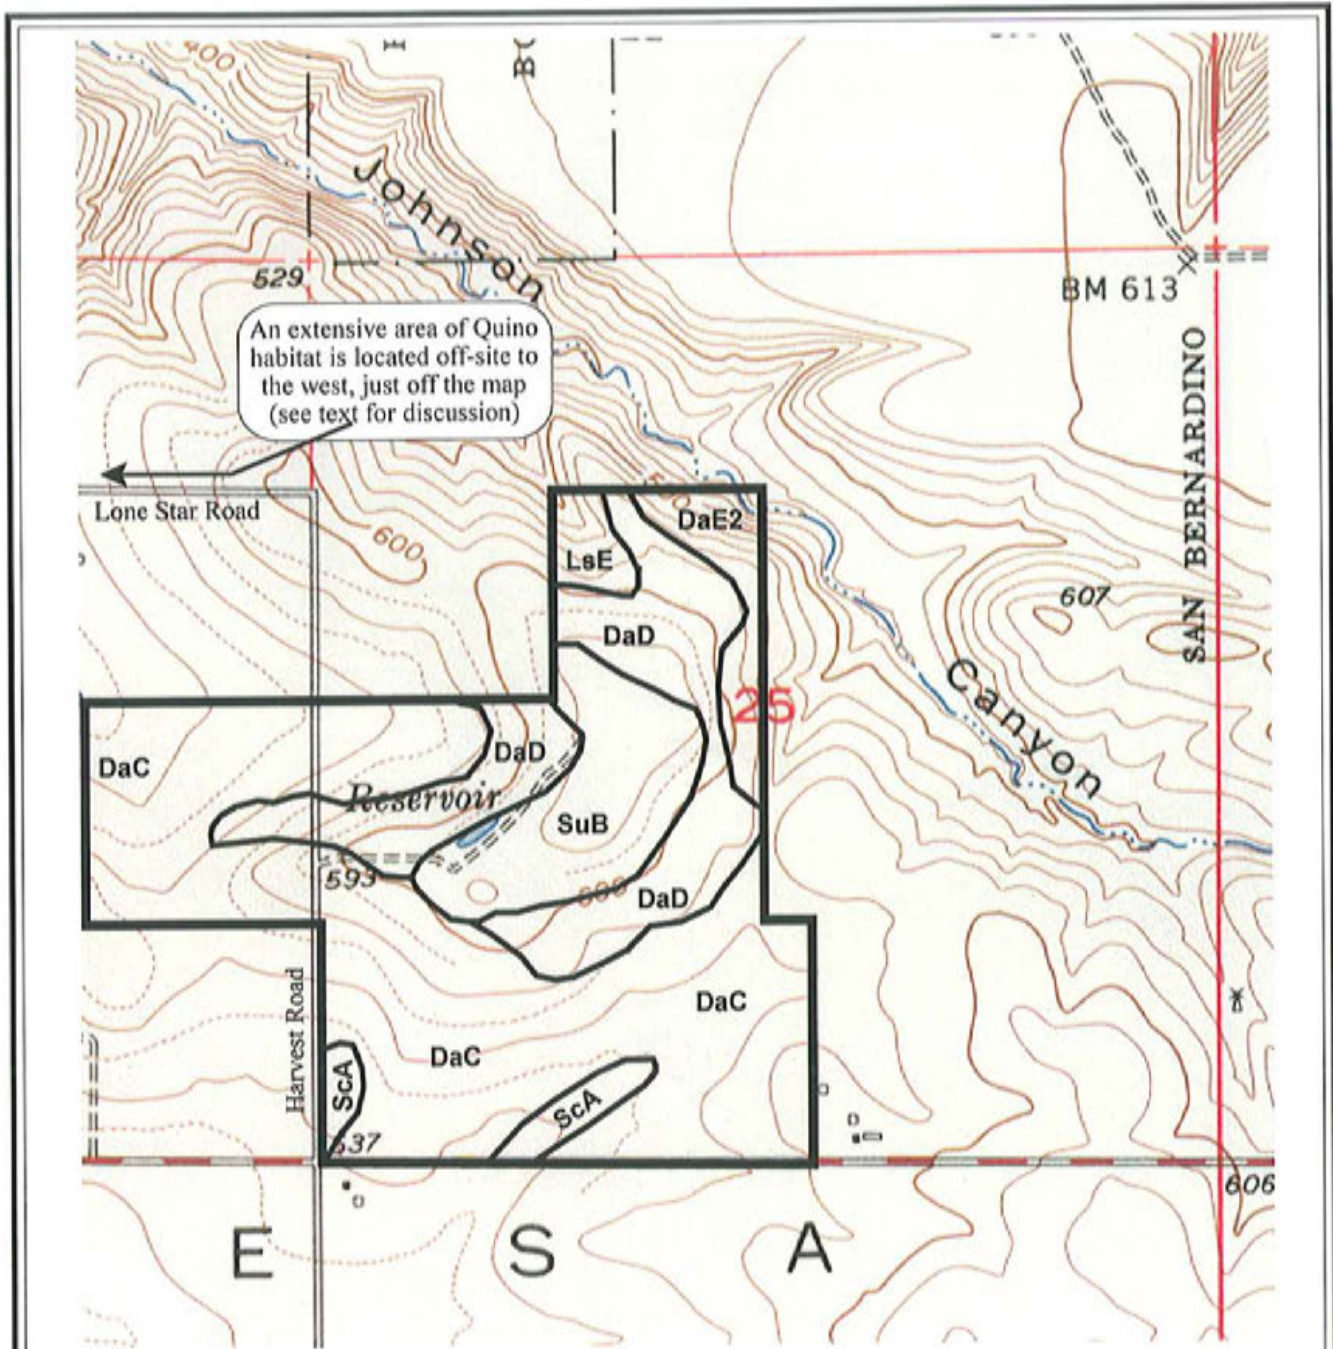 400
Johnson
529
BM 613
An extensive area of Quino
habitat is located off-site to
the west, just off the map
(see text for discussion)
SAN BERNARDINO
Lone Star Road
500
DaE2
600
LsE
607
DaD
Canyon
25
DaC
DaD
Reservoir
SuB
593
600
DaD
Harvest Road
DaC
DaC
ScA
ScA
537
606
E S A